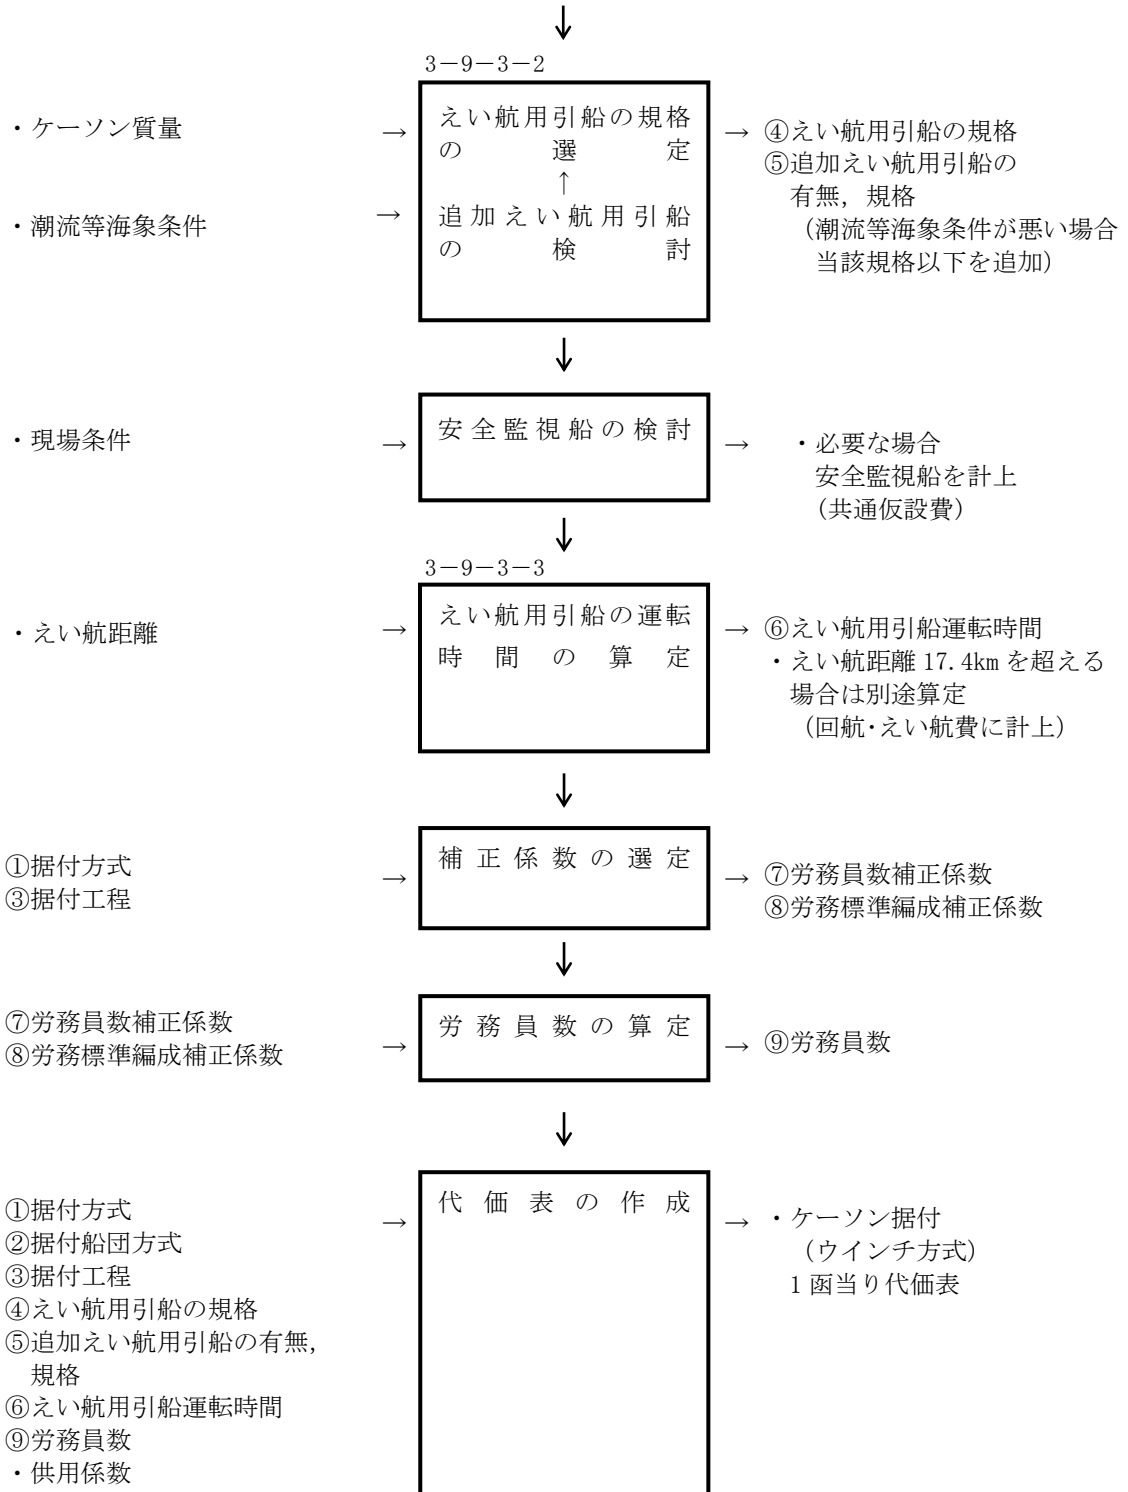 3-9-3-2
・ケーソン質量
・潮流等海象条件
→
→
えい航用引船の規格
の選定
↑
追加えい航用引船
の検討
→ ④えい航用引船の規格
⑤追加えい航用引船の
有無，規格
（潮流等海象条件が悪い場合
当該規格以下を追加）
・現場条件
→
安全監視船の検討
→ ・必要な場合
安全監視船を計上
（共通仮設費）
3-9-3-3
・えい航距離
→
えい航用引船の運転
時間の算定
→ ⑥えい航用引船運転時間
・えい航距離 17.4km を超える
場合は別途算定
（回航･えい航費に計上）
①据付方式
③据付工程
→
補正係数の選定
→ ⑦労務員数補正係数
⑧労務標準編成補正係数
⑦労務員数補正係数
⑧労務標準編成補正係数
→
労務員数の算定
→ ⑨労務員数
①据付方式
②据付船団方式
③据付工程
④えい航用引船の規格
⑤追加えい航用引船の有無，
規格
⑥えい航用引船運転時間
⑨労務員数
・供用係数
→
代価表の作成
→ ・ケーソン据付
（ウインチ方式）
1 函当り代価表